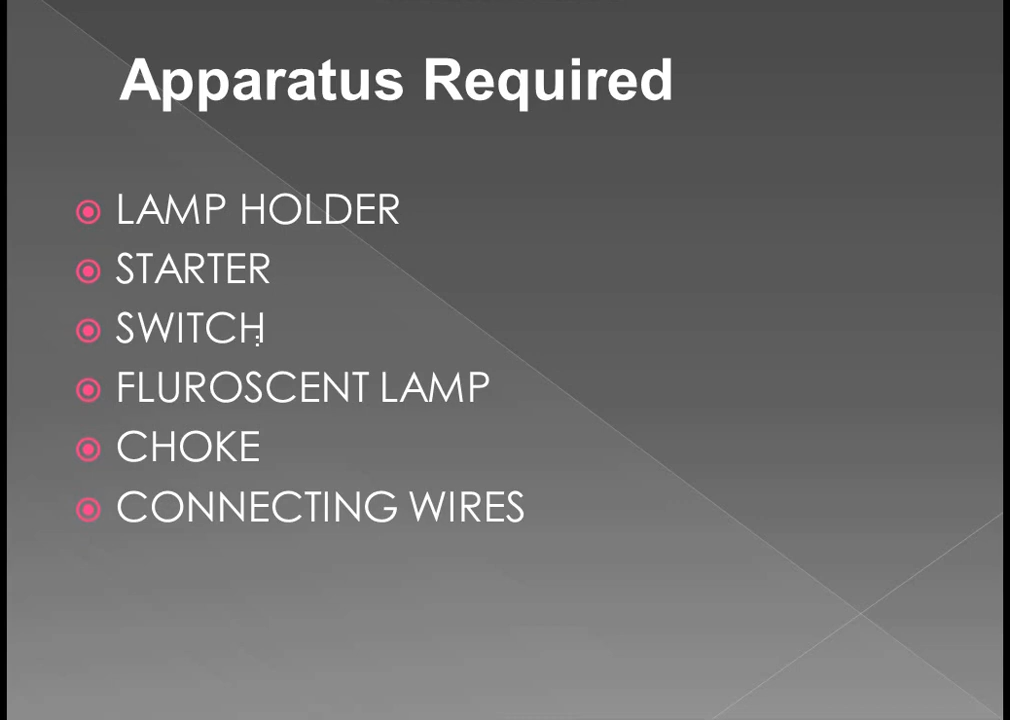 Apparatus Required
LAMP HOLDER
STARTER
SWITCH
FLUROSCENT LAMP
CHOKE
CONNECTING WIRES